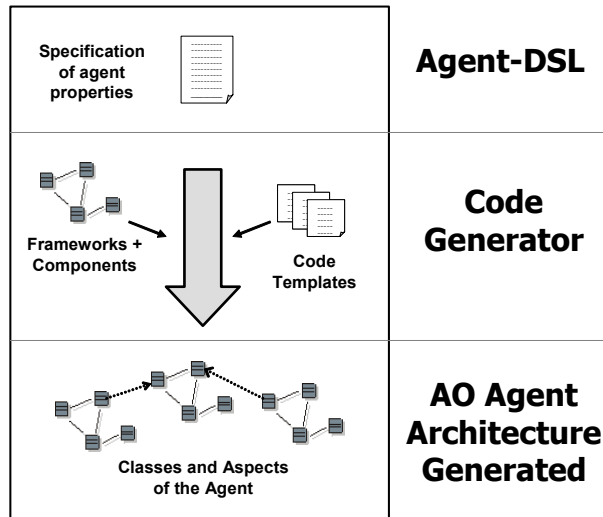 Specification
of agent
properties
Agent-DSL
Frameworks +
Components
Code
Templates
Code
Generator
Classes and Aspects
of the Agent
AO Agent
Architecture
Generated